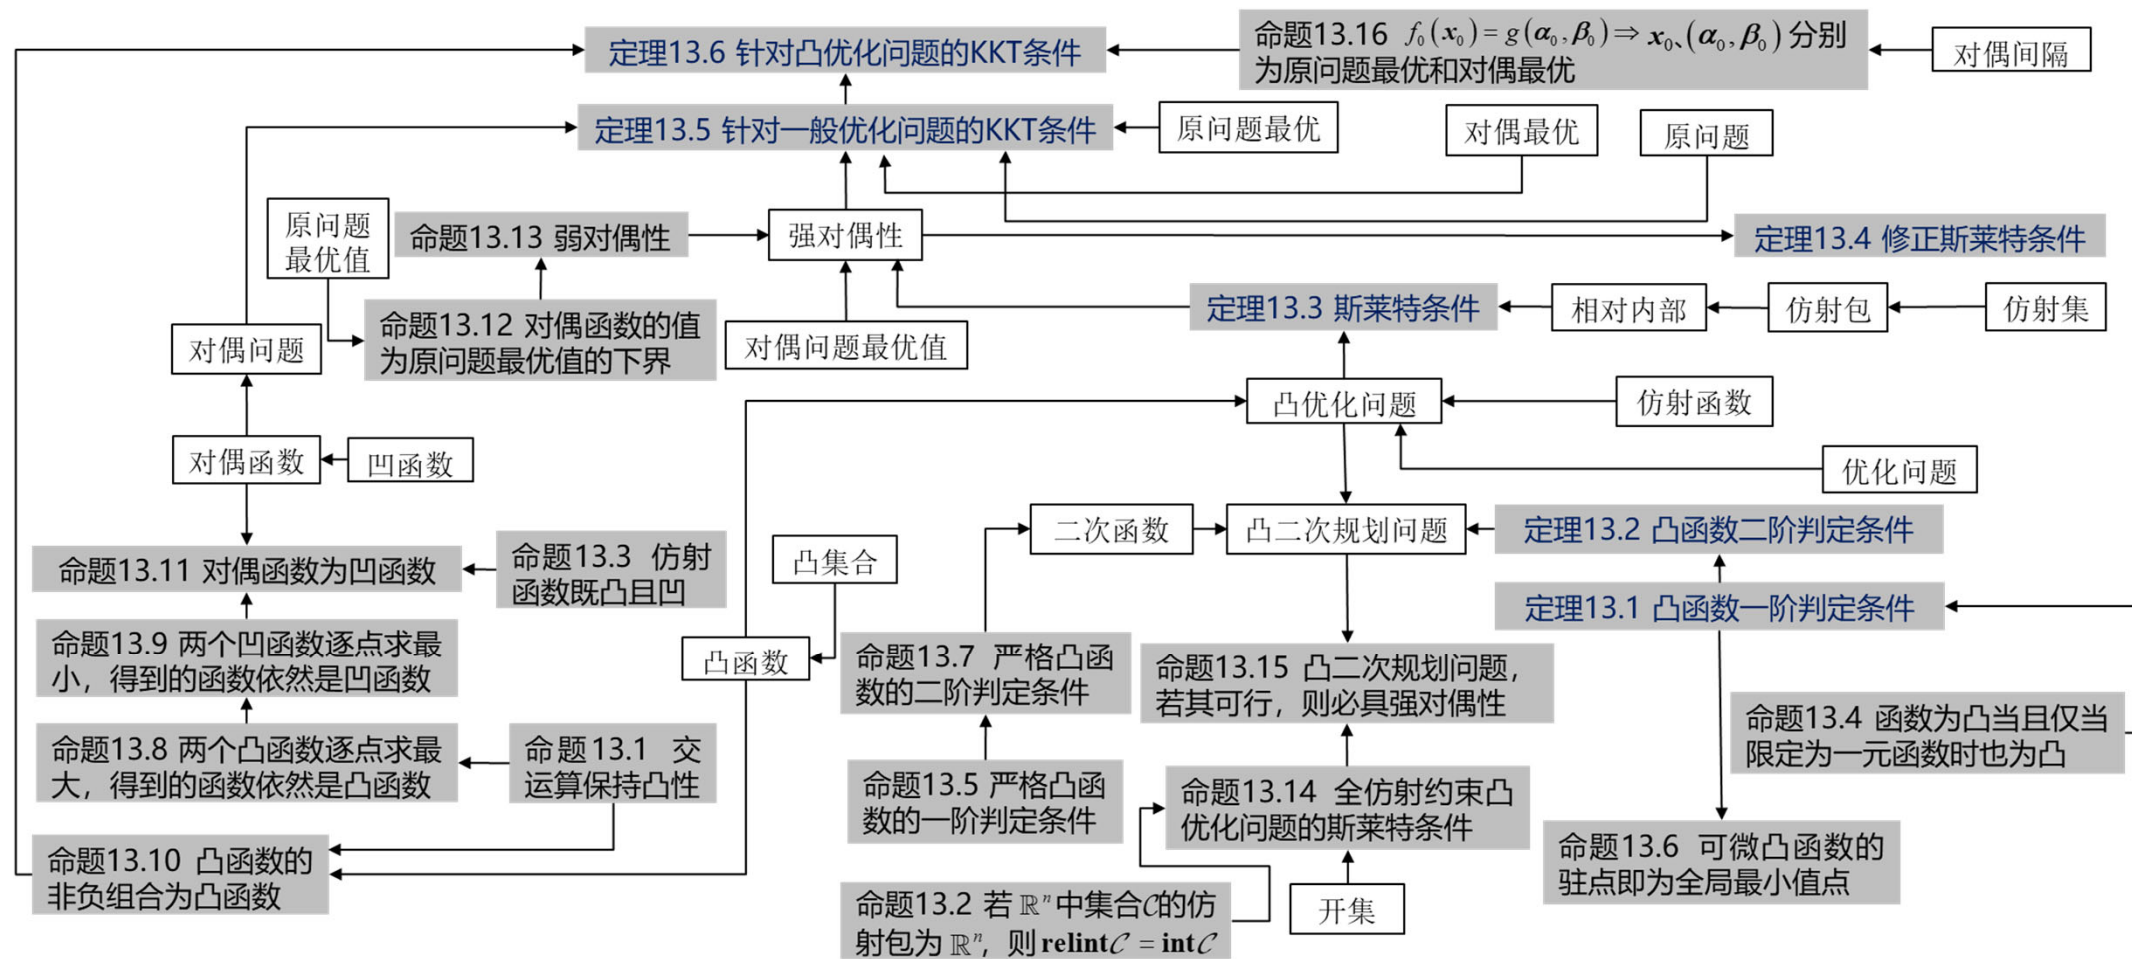 定理13.6 针对凸优化问题的KKT条件
命题13.16 f₀(x₀) = g(α₀, β₀) ⇒ x₀、(α₀, β₀) 分别
为原问题最优和对偶最优
对偶间隔
定理13.5 针对一般优化问题的KKT条件
原问题最优
对偶最优
原问题
原问题
最优值
命题13.13 弱对偶性
强对偶性
定理13.4 修正斯莱特条件
命题13.12 对偶函数的值
为原问题最优值的下界
对偶问题
对偶问题最优值
定理13.3 斯莱特条件
相对内部
仿射包
仿射集
凸优化问题
仿射函数
对偶函数
凹函数
优化问题
二次函数
凸二次规划问题
定理13.2 凸函数二阶判定条件
命题13.11 对偶函数为凹函数
命题13.3 仿射
函数既凸且凹
凸集合
定理13.1 凸函数一阶判定条件
命题13.9 两个凹函数逐点求最
小，得到的函数依然是凹函数
凸函数
命题13.7 严格凸函
数的二阶判定条件
命题13.15 凸二次规划问题，
若其可行，则必具强对偶性
命题13.4 函数为凸当且仅当
限定为一元函数时也为凸
命题13.8 两个凸函数逐点求最
大，得到的函数依然是凸函数
命题13.1 交
运算保持凸性
命题13.5 严格凸函
数的一阶判定条件
命题13.14 全仿射约束凸
优化问题的斯莱特条件
命题13.10 凸函数的
非负组合为凸函数
命题13.6 可微凸函数的
驻点即为全局最小值点
命题13.2 若 ℝⁿ 中集合𝒞的仿
射包为 ℝⁿ，则 relint𝒞 = int𝒞
开集